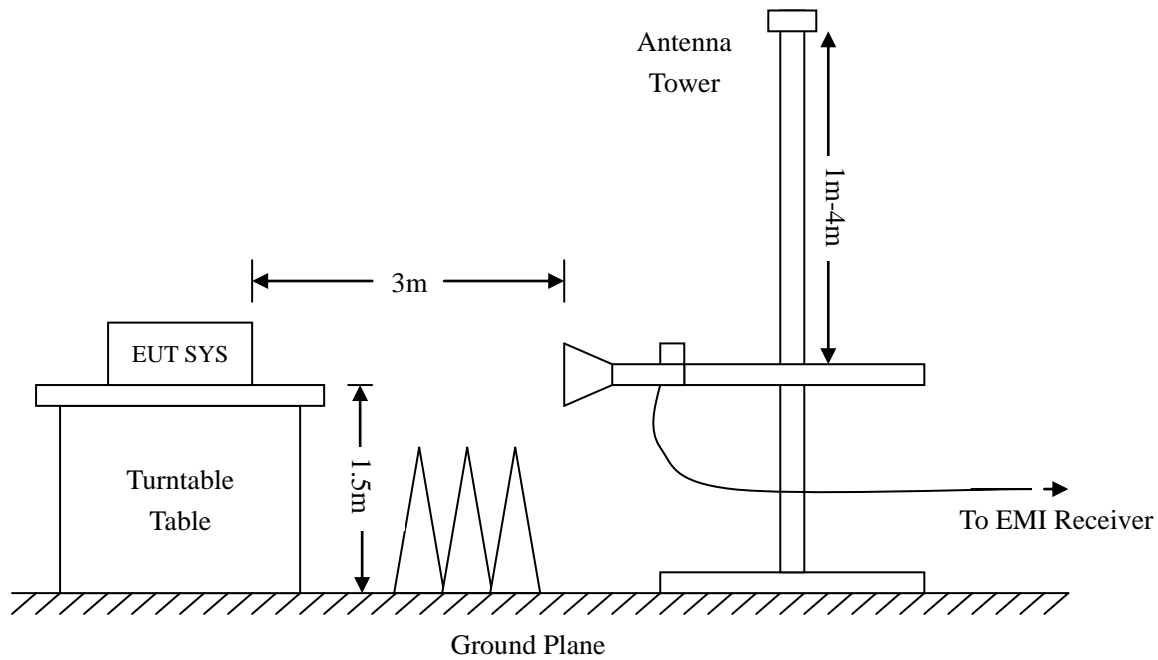 Antenna
Tower
1m-4m
3m
EUT SYS
1.5m
Turntable
Table
To EMI Receiver
Ground Plane